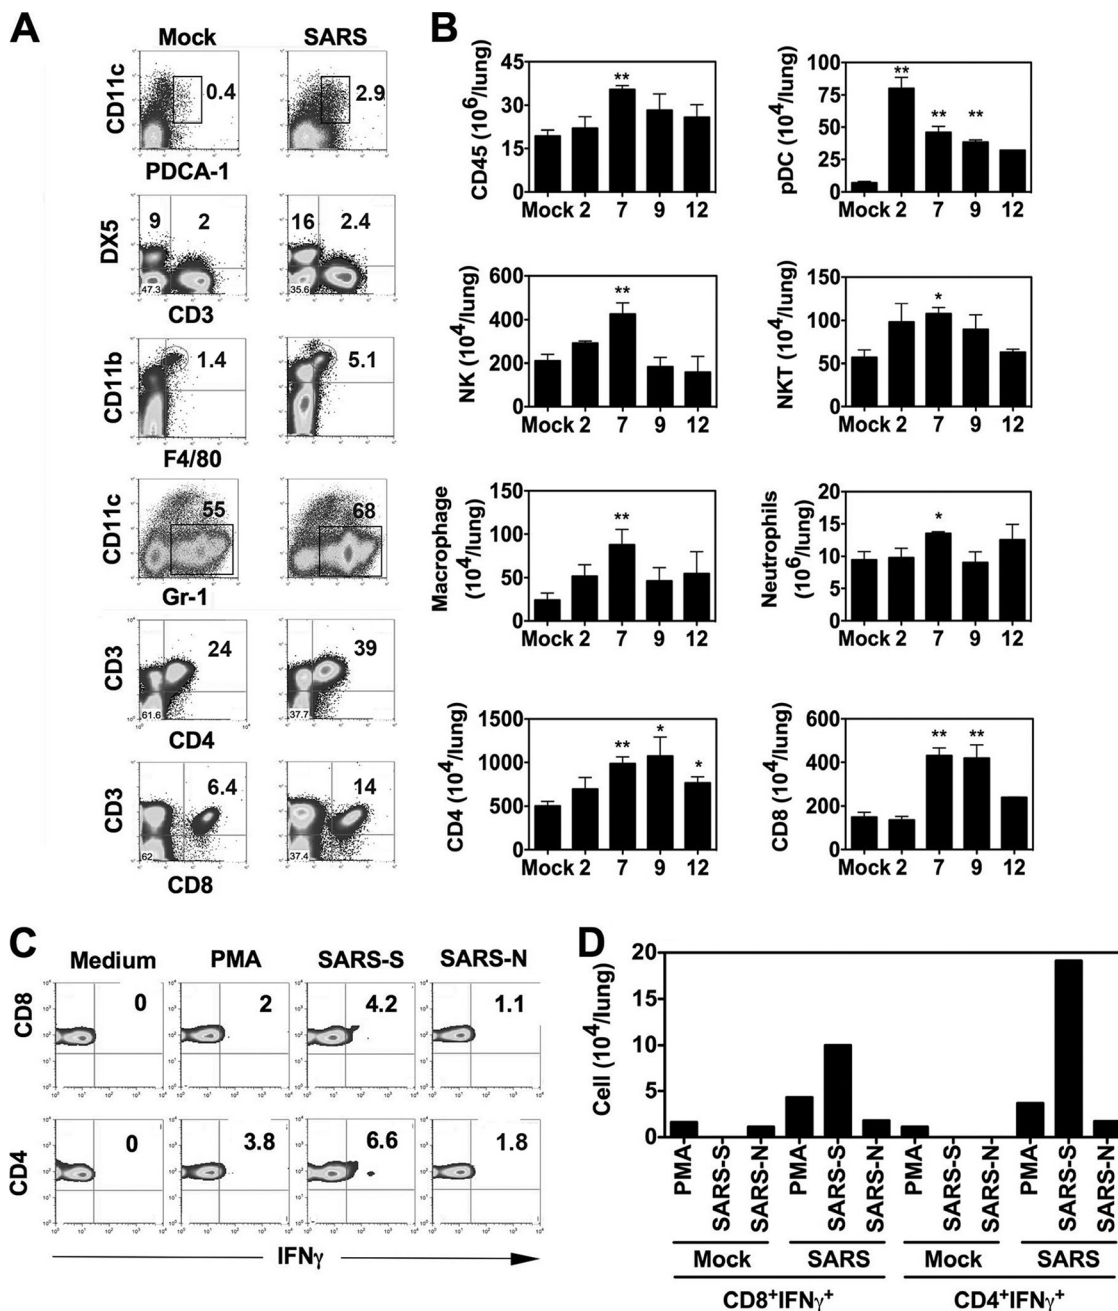 A
Mock SARS
CD11c
0.4 2.9
PDCA-1
DX5
9 2 16 2.4
47.3 35.6
CD3
CD11b
1.4 5.1
F4/80
CD11c
55 68
Gr-1
CD3
24 39
61.6 37.7
CD4
CD3
6.4 14
62 37.4
CD8
B
CD45 (10⁶/lung)
45
30
15
0
Mock 2 7 9 12
**
pDC (10⁴/lung)
100
75
50
25
0
Mock 2 7 9 12
** ** **
NK (10⁴/lung)
600
400
200
0
Mock 2 7 9 12
**
NKT (10⁴/lung)
150
100
50
0
Mock 2 7 9 12
*
Macrophage
(10⁴/lung)
150
100
50
0
Mock 2 7 9 12
**
Neutrophils
(10⁶/lung)
20
15
10
5
0
Mock 2 7 9 12
*
CD4 (10⁴/lung)
1500
1000
500
0
Mock 2 7 9 12
** * *
CD8 (10⁴/lung)
600
400
200
0
Mock 2 7 9 12
** **
C
Medium PMA SARS-S SARS-N
CD8
0 2 4.2 1.1
CD4
0 3.8 6.6 1.8
IFNγ
D
Cell (10⁴/lung)
20
15
10
5
0
PMA SARS-S SARS-N PMA SARS-S SARS-N PMA SARS-S SARS-N PMA SARS-S SARS-N
Mock SARS Mock SARS
CD8⁺IFNγ⁺ CD4⁺IFNγ⁺